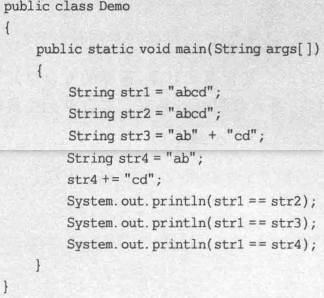 public class Demo
{
public static void main(String args[ ])
{
String str1 = "abcd";
String str2 = "abcd";
String str3 = "ab" + "cd";
String str4 = "ab";
str4 += "cd";
System.out.println(str1 == str2);
System.out.println(str1 == str3);
System.out.println(str1 == str4);
}
}